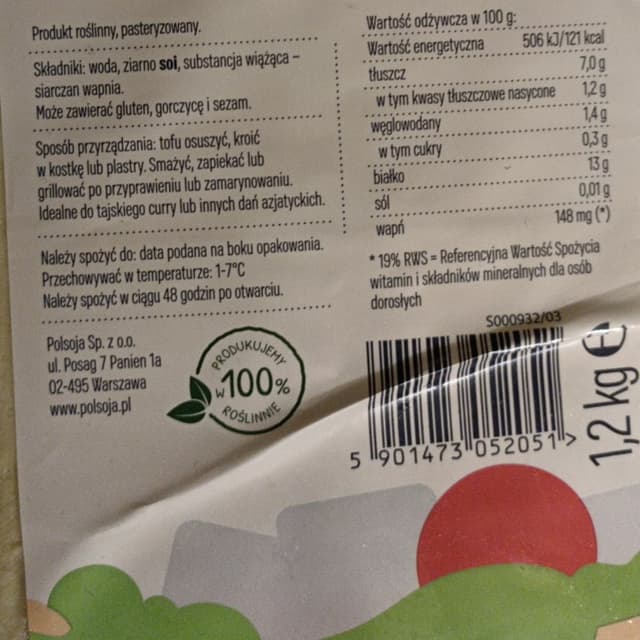 Produkt roślinny, pasteryzowany.
Składniki: woda, ziarno soi, substancja wiążąca –
siarczan wapnia.
Może zawierać gluten, gorczycę i sezam.
Sposób przyrządzania: tofu osuszyć, kroić
w kostkę lub plastry. Smażyć, zapiekać lub
grillować po przyprawieniu lub zamarynowaniu.
Idealne do tajskiego curry lub innych dań azjatyckich.
Należy spożyć do: data podana na boku opakowania.
Przechowywać w temperaturze: 1-7°C
Należy spożyć w ciągu 48 godzin po otwarciu.
Polsoja Sp. z o.o.
ul. Posag 7 Panien 1a
02-495 Warszawa
www.polsoja.pl
PRODUKUJEMY
w 100%
ROŚLINNIE
Wartość odżywcza w 100 g:
Wartość energetyczna 506 kJ/121 kcal
tłuszcz 7,0 g
w tym kwasy tłuszczowe nasycone 1,2 g
węglowodany 1,4 g
w tym cukry 0,3 g
białko 13 g
sól 0,01 g
wapń 148 mg (*)
* 19% RWS = Referencyjna Wartość Spożycia
witamin i składników mineralnych dla osób
dorosłych
S000932/03
5 901473 052051 >
1,2 kg e